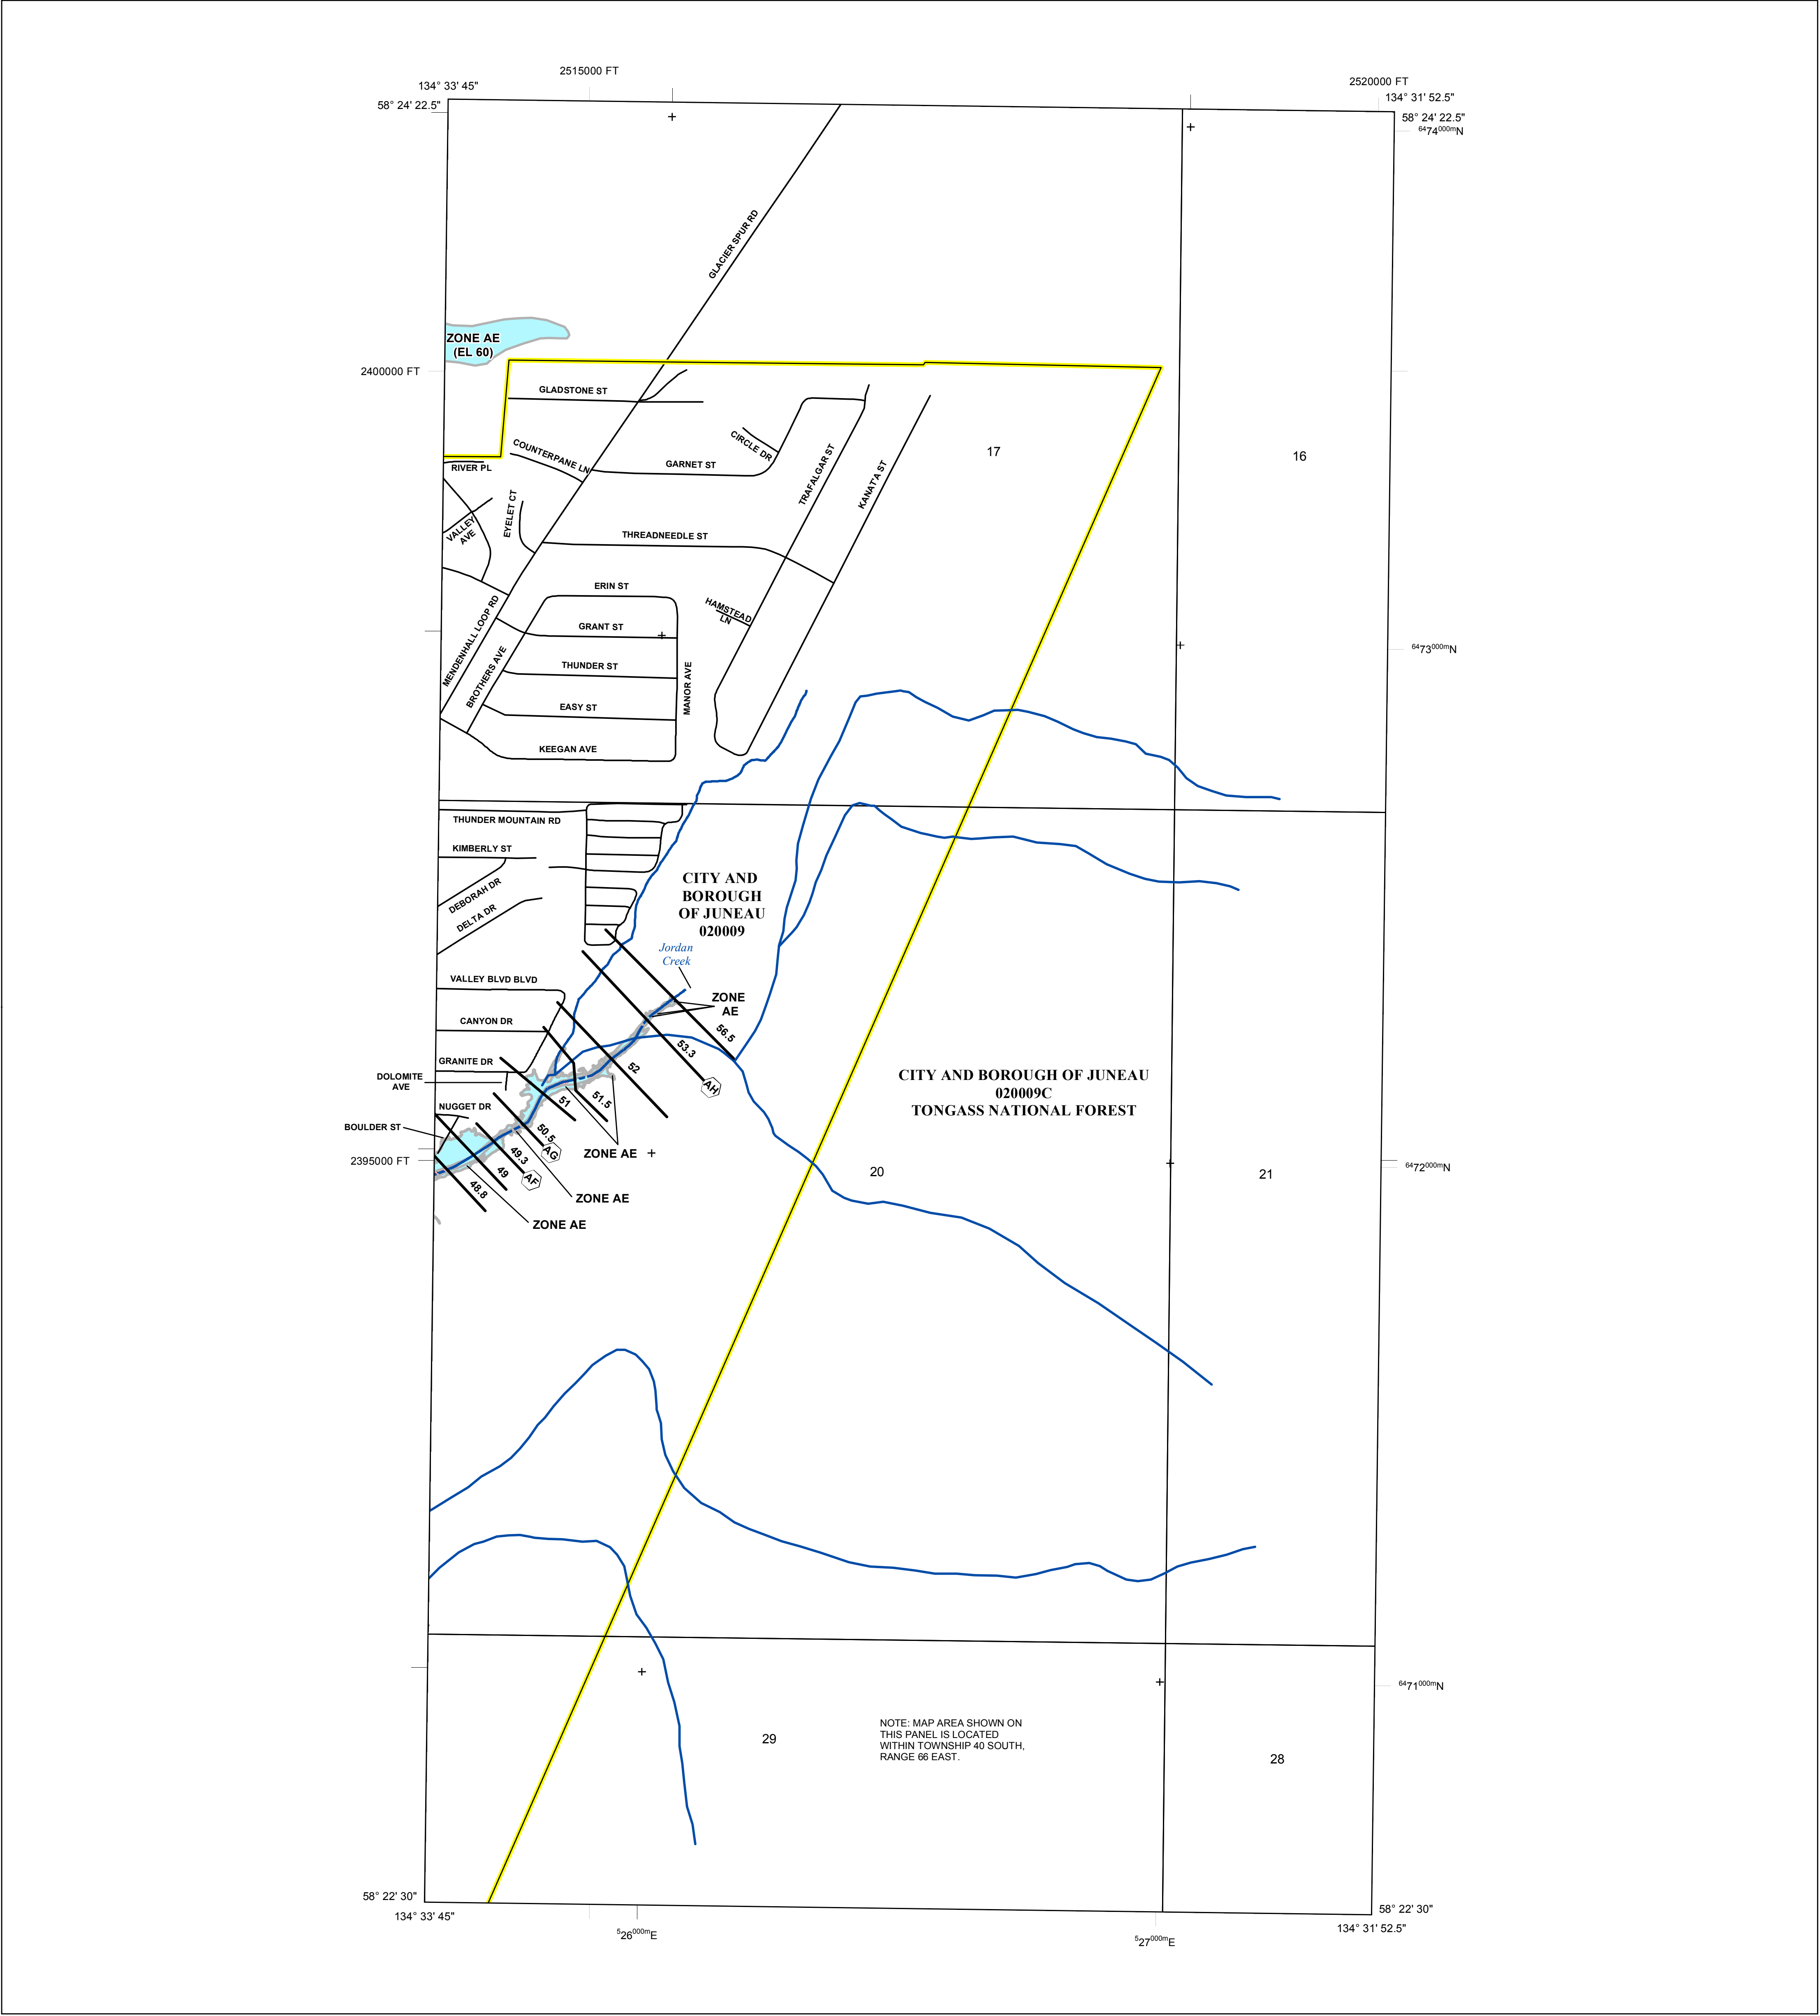 2515000 FT
2520000 FT
134° 33' 45"
134° 31' 52.5"
58° 24' 22.5"
58° 24' 22.5"
6474000mN
GLACIER SPUR RD
ZONE AE
(EL 60)
2400000 FT
GLADSTONE ST
CIRCLE DR
COUNTERPANE LN
GARNET ST
RIVER PL
TRAFALGAR ST
KANAT'A ST
17
16
EYELET CT
VALLEY
AVE
THREADNEEDLE ST
ERIN ST
HAMSTEAD
LN
GRANT ST
MENDENHALL LOOP RD
BROTHERS AVE
THUNDER ST
MANOR AVE
6473000mN
EASY ST
KEEGAN AVE
THUNDER MOUNTAIN RD
KIMBERLY ST
DEBORAH DR
DELTA DR
CITY AND
BOROUGH
OF JUNEAU
020009
Jordan
Creek
VALLEY BLVD BLVD
ZONE
AE
CANYON DR
56.5
53.3
AH
GRANITE DR
52
DOLOMITE
AVE
51
51.5
CITY AND BOROUGH OF JUNEAU
020009C
TONGASS NATIONAL FOREST
NUGGET DR
BOULDER ST
50.5
AG
ZONE AE
2395000 FT
49.3
AF
49
48.8
ZONE AE
ZONE AE
20
21
6472000mN
6471000mN
29
NOTE: MAP AREA SHOWN ON
THIS PANEL IS LOCATED
WITHIN TOWNSHIP 40 SOUTH,
RANGE 66 EAST.
28
58° 22' 30"
58° 22' 30"
134° 33' 45"
134° 31' 52.5"
526000mE
527000mE